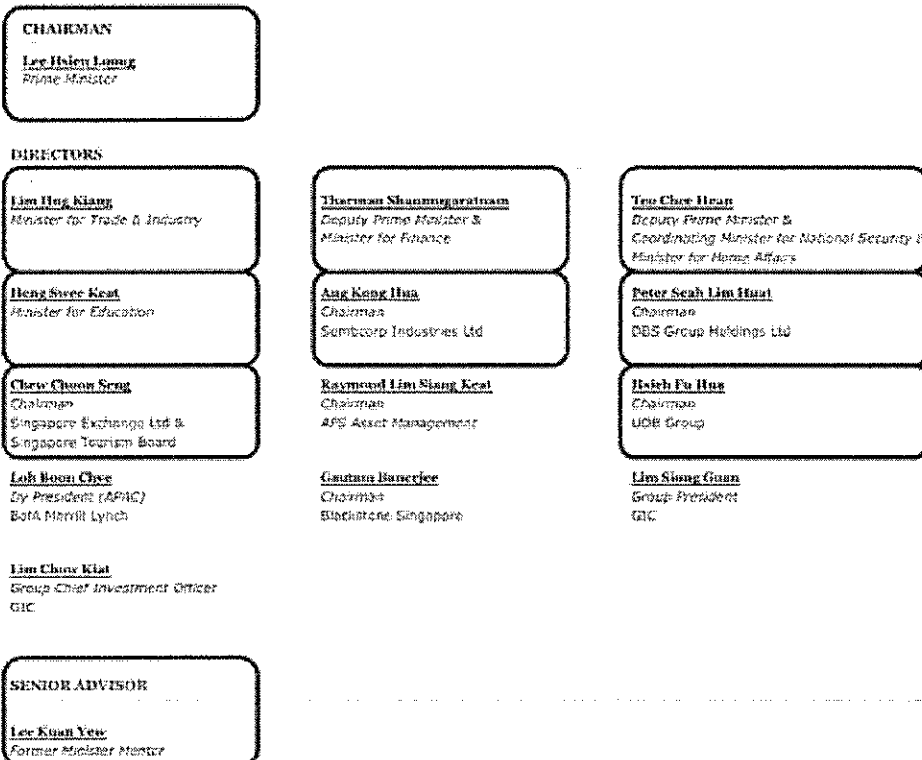 CHAIRMAN
Lee Hsien Loong
Prime Minister
DIRECTORS
Lim Hng Kiang
Minister for Trade & Industry
Tharman Shanmugaratnam
Deputy Prime Minister &
Minister for Finance
Teo Chee Hean
Deputy Prime Minister &
Coordinating Minister for National Security
Minister for Home Affairs
Heng Swee Keat
Minister for Education
Ang Kong Hua
Chairman
Sembcorp Industries Ltd
Peter Seah Lim Huat
Chairman
DBS Group Holdings Ltd
Chew Choon Seng
Chairman
Singapore Exchange Ltd &
Singapore Tourism Board
Raymond Lim Siang Keat
Chairman
APS Asset Management
Hsieh Fu Hua
Chairman
UOB Group
Loh Boon Chye
Dy President (APAC)
BofA Merrill Lynch
Gautam Banerjee
Chairman
Blackstone Singapore
Lim Siong Guan
Group President
GIC
Lim Chow Kiat
Group Chief Investment Officer
GIC
SENIOR ADVISOR
Lee Kuan Yew
Former Minister Mentor